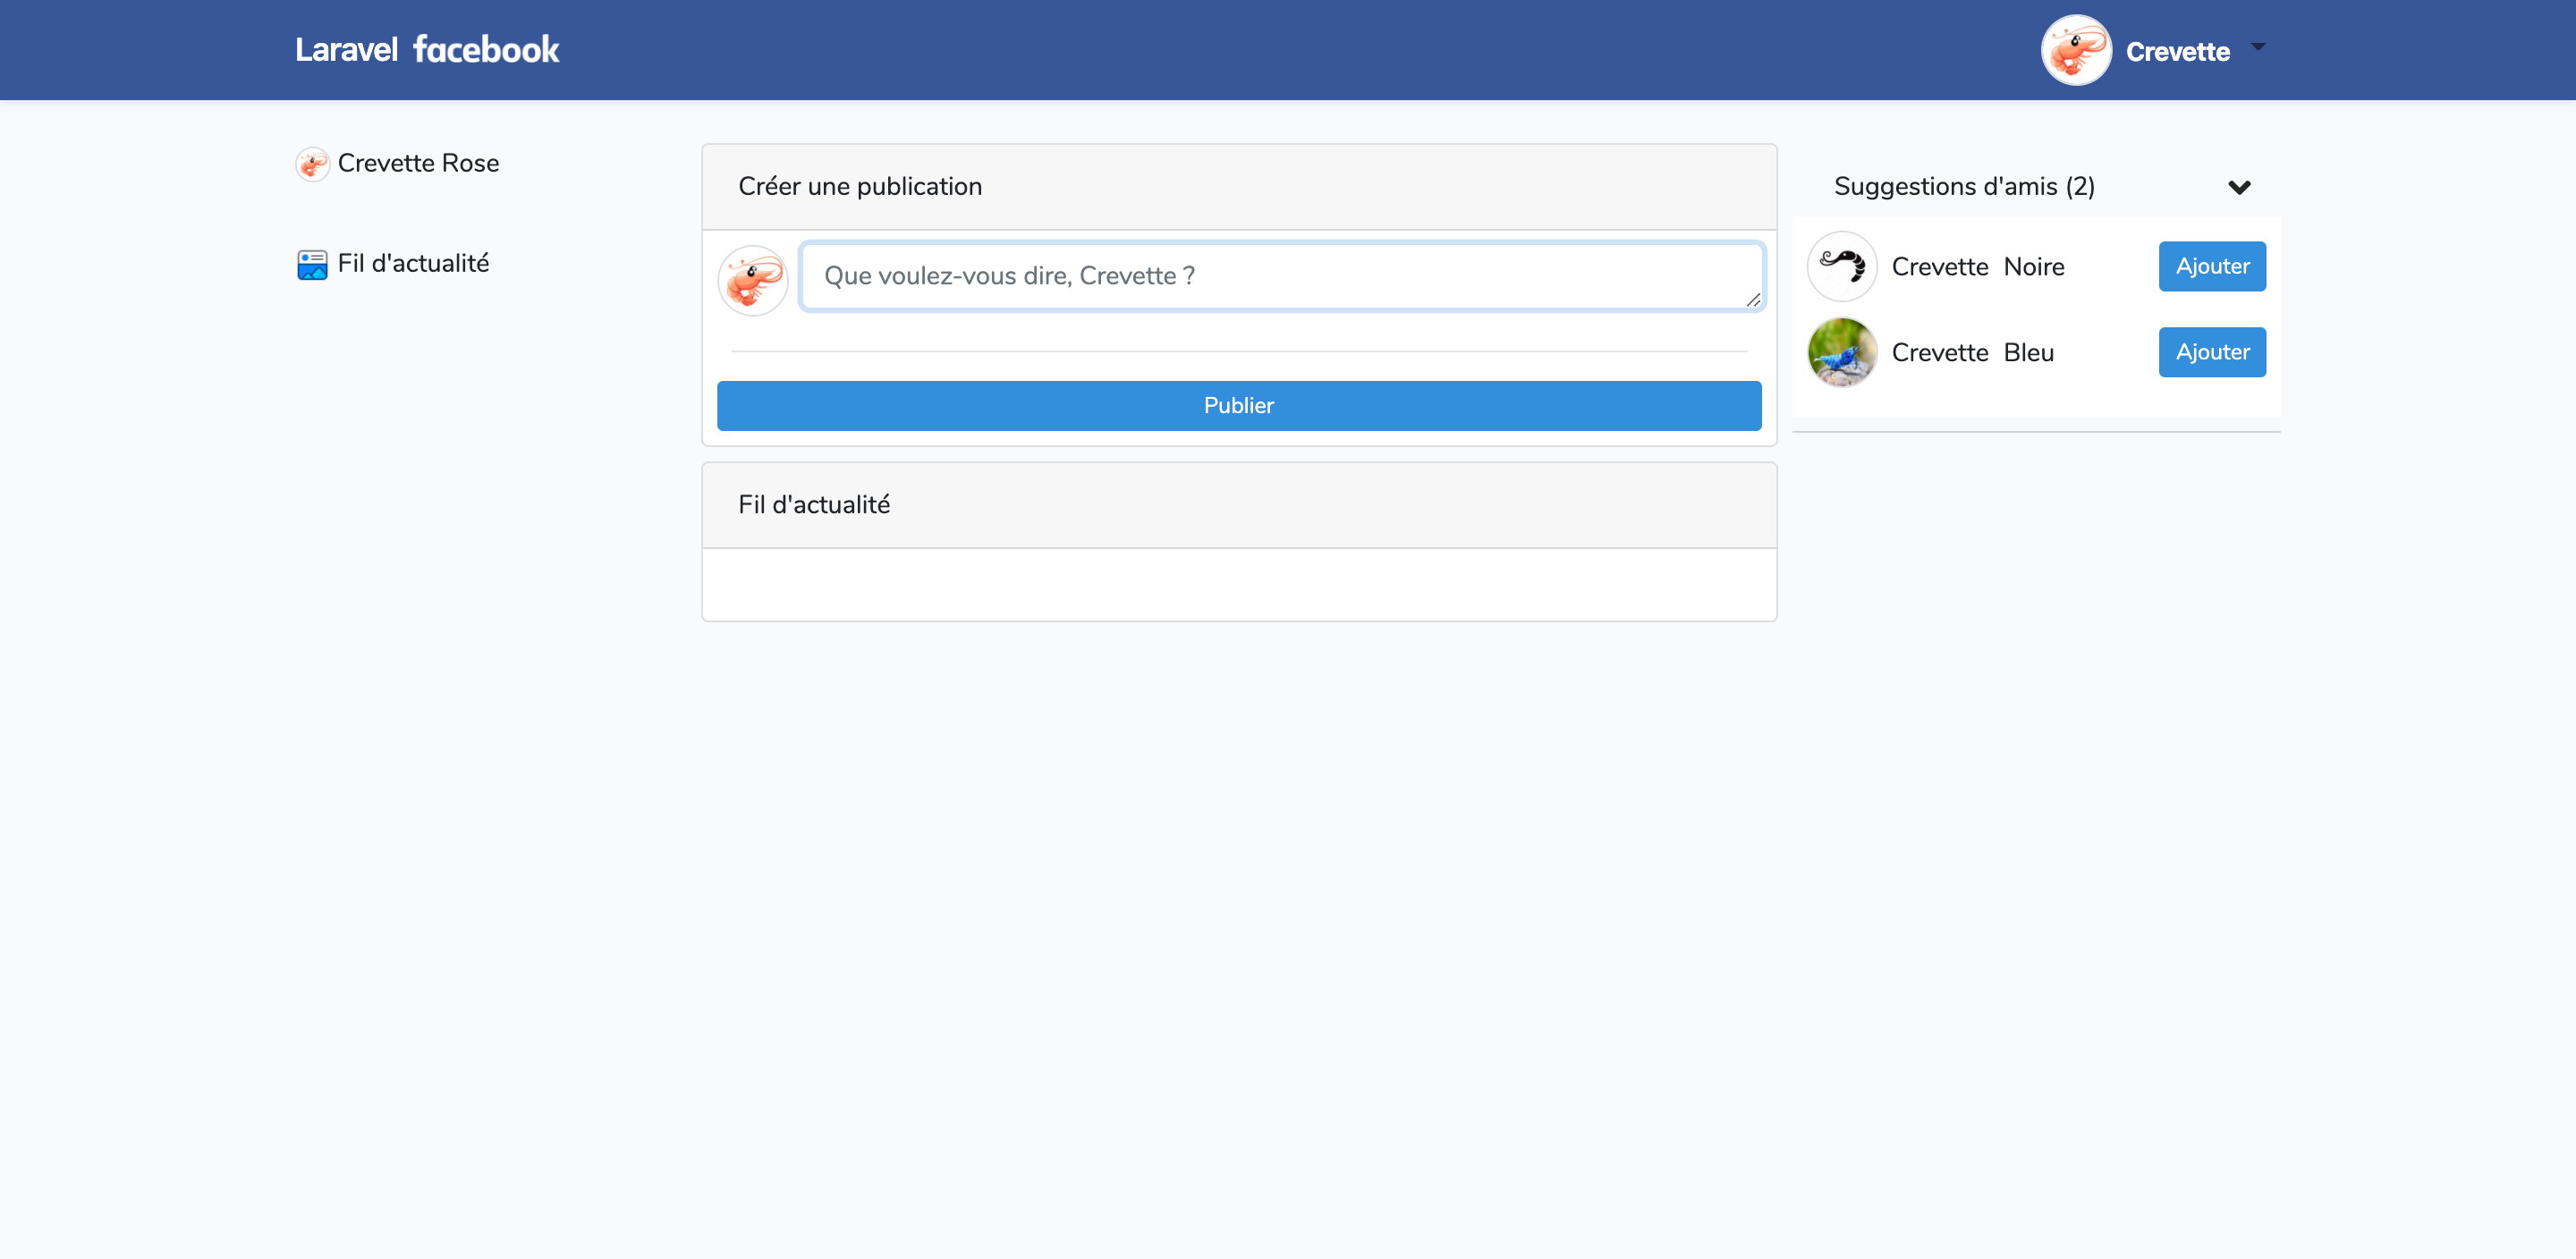 Laravel facebook
Crevette
Crevette Rose
Fil d'actualité
Créer une publication
Que voulez-vous dire, Crevette ?
Publier
Fil d'actualité
Suggestions d'amis (2)
Crevette Noire
Ajouter
Crevette Bleu
Ajouter